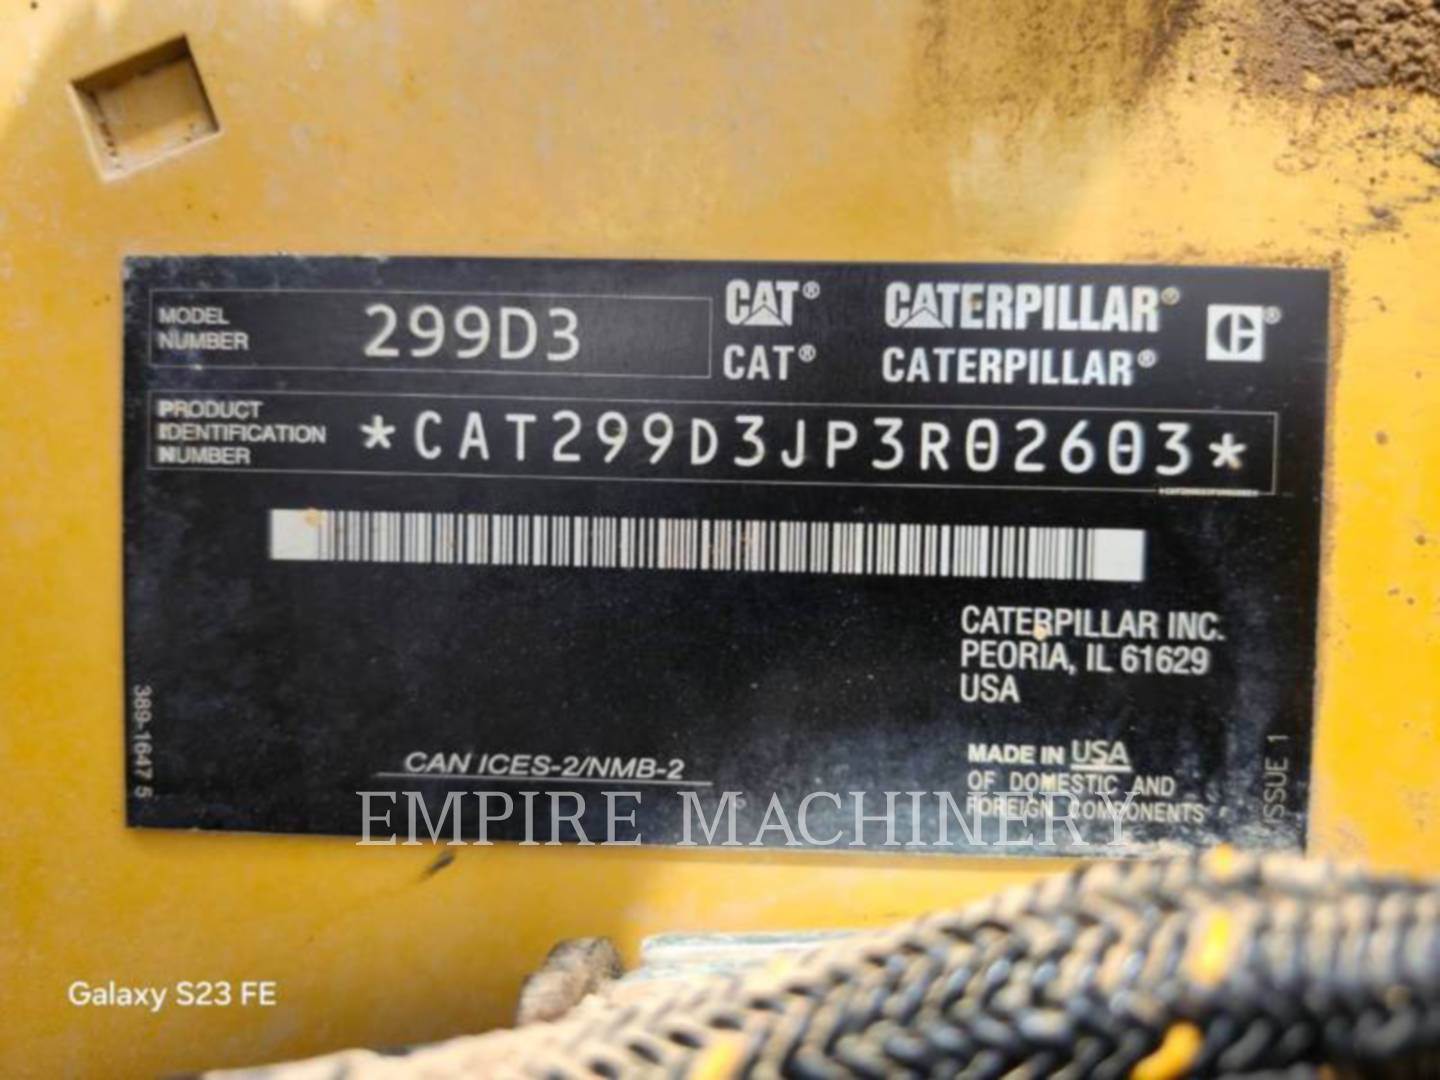 MODEL
NUMBER
299D3
CAT® CATERPILLAR®
CAT® CATERPILLAR®
®
PRODUCT
IDENTIFICATION
NUMBER
*CAT299D3JP3R02603*
CATERPILLAR INC.
PEORIA, IL 61629
USA
389-1647 5
CAN ICES-2/NMB-2
MADE IN USA
OF DOMESTIC AND
FOREIGN COMPONENTS
ISSUE 1
EMPIRE MACHINERY
Galaxy S23 FE